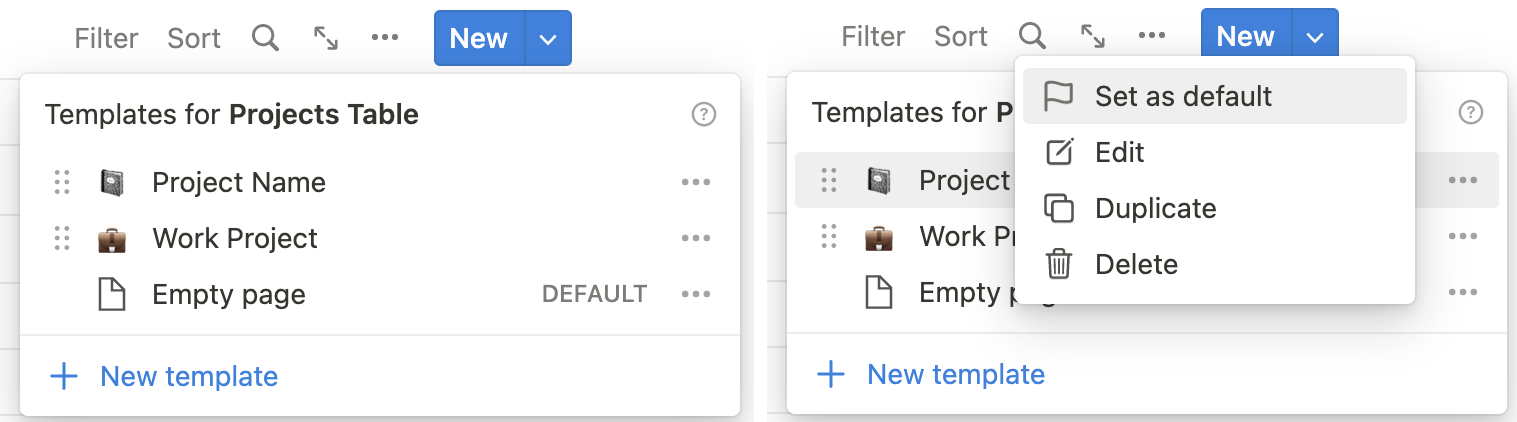 Filter Sort New
Templates for Projects Table
Project Name
Work Project
Empty page DEFAULT
New template
Filter Sort New
Set as default
Templates for P
Edit
Project
Duplicate
Work Pr
Delete
Empty
New template